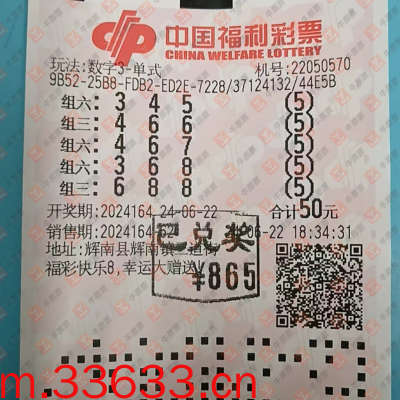 中国福利彩票
CHINA WELFARE LOTTERY
玩法:数字3-单式 机号:22050570
9B52-25B8-FDB2-ED2E-7228/37124132/44E5B
组六: 3 4 5 (5)
组三: 4 6 6 (5)
组六: 4 6 7 (5)
组六: 3 6 8 (5)
组三: 6 8 8 (5)
开奖期:2024164 24-06-22 合计50元
销售期:2024164-62 -06-22 18:34:31
已兑奖
地址:辉南县辉南镇 道街
¥865
福彩快乐8,幸运大赠送
m.33633.cn